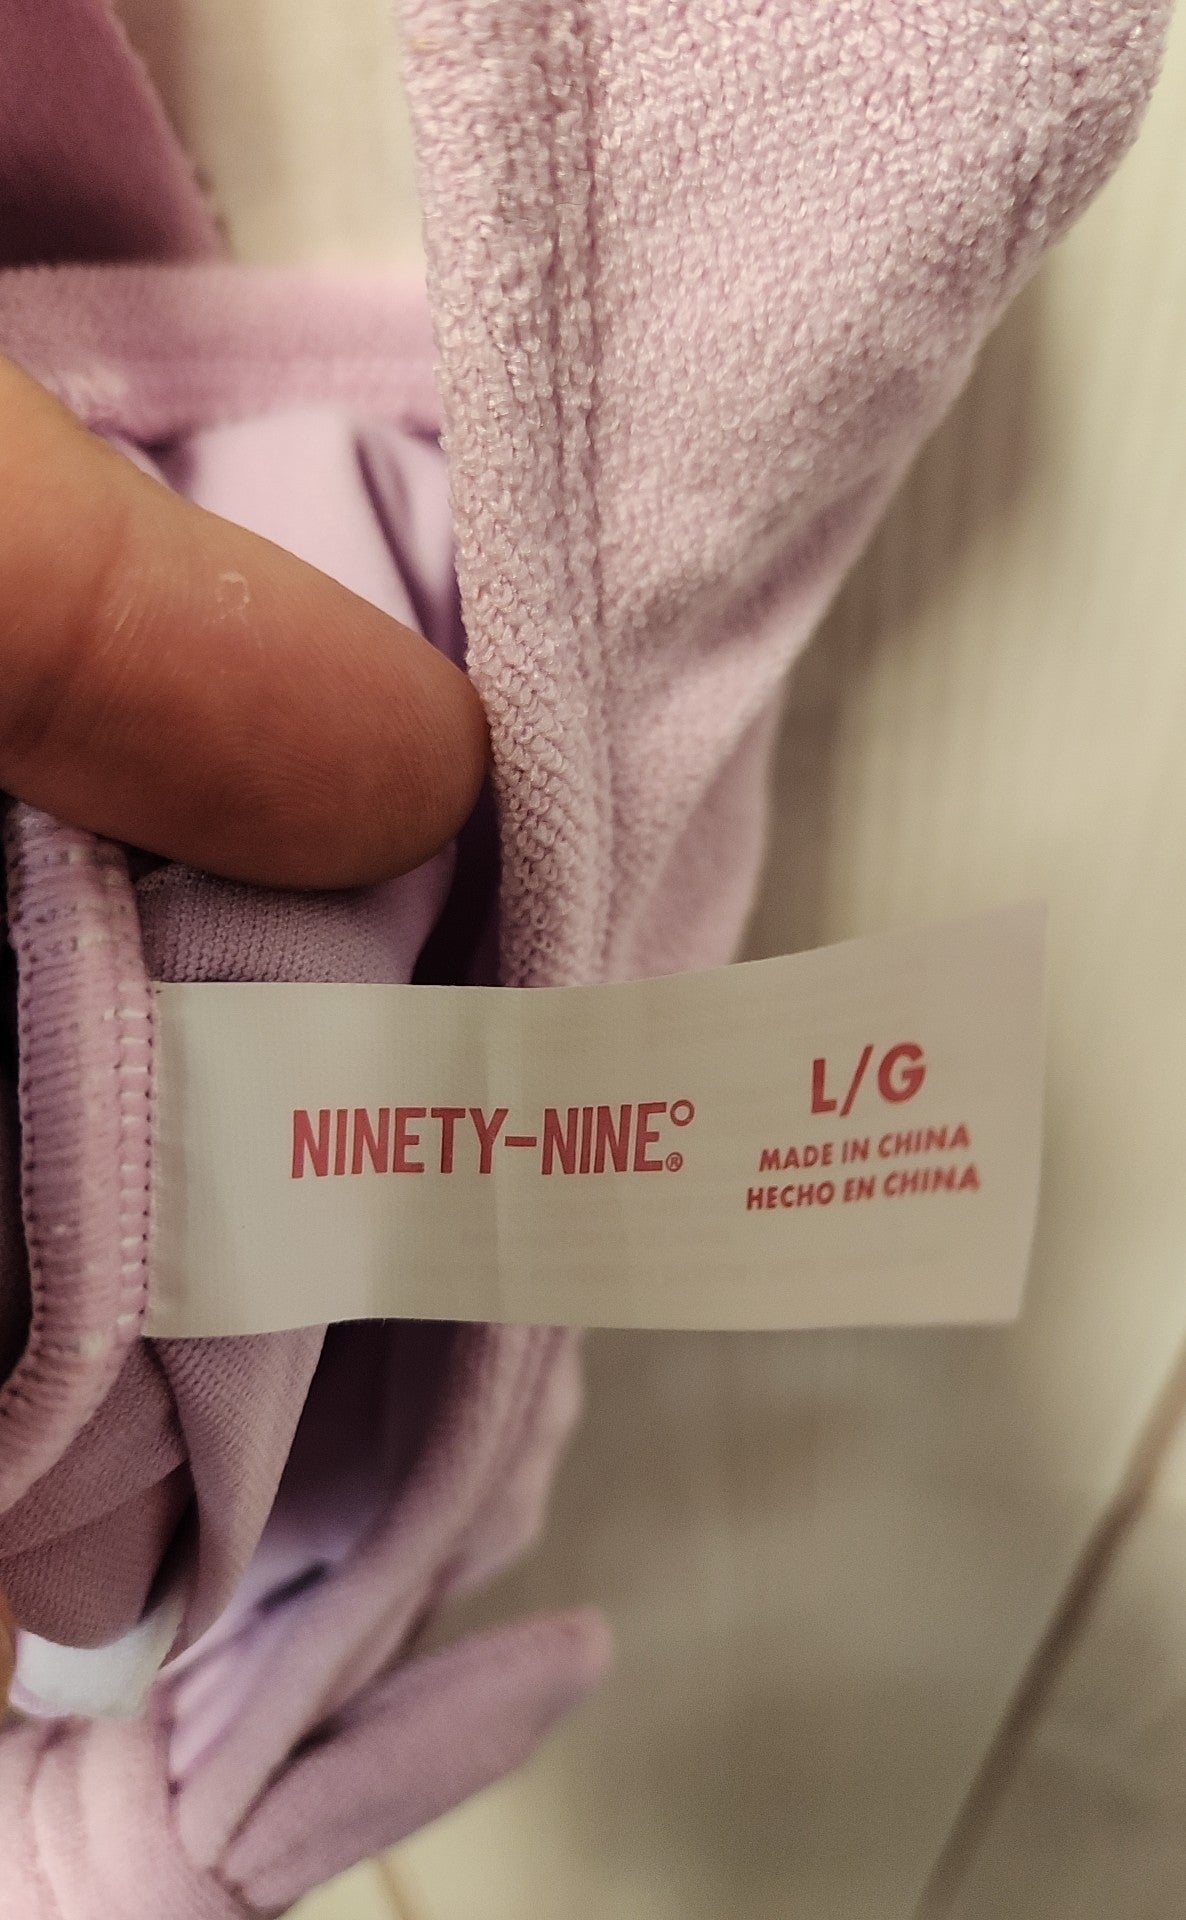 NINETY-NINE°®
L/G
MADE IN CHINA
HECHO EN CHINA